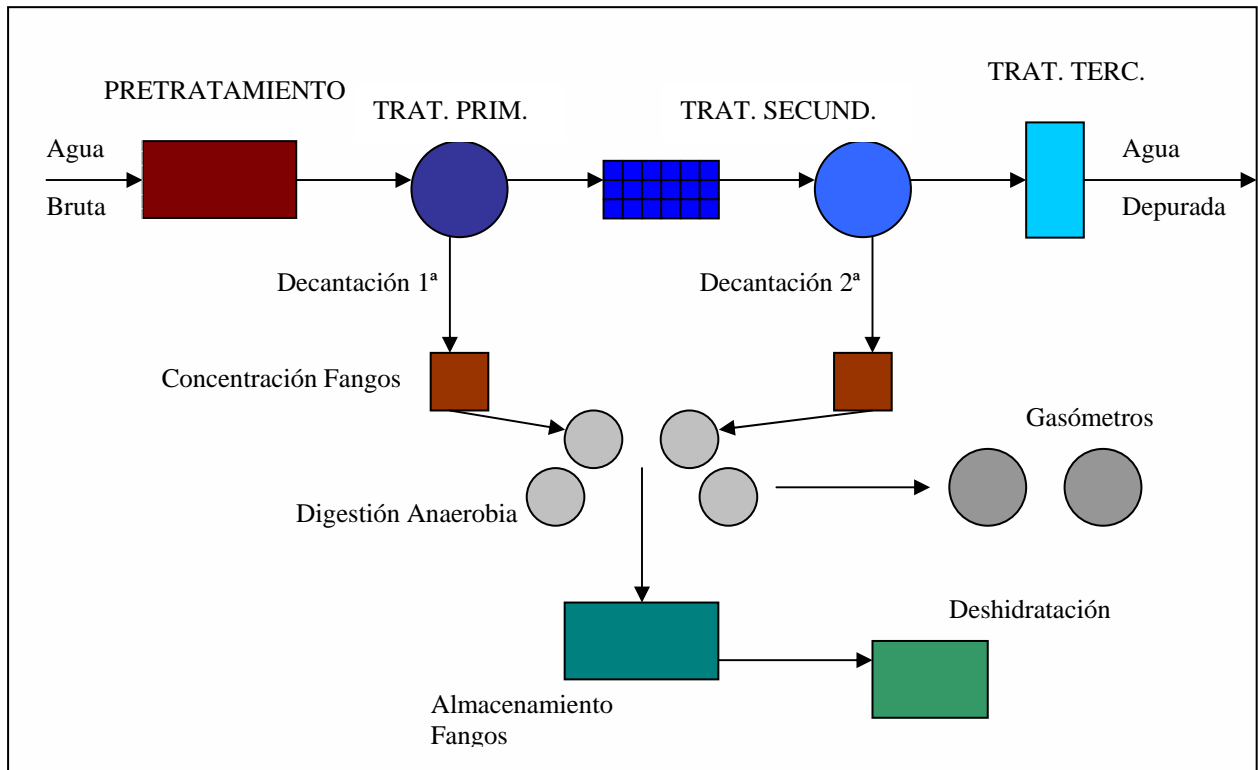 TRAT. TERC.
PRETRATAMIENTO
TRAT. PRIM.
TRAT. SECUND.
Agua
Bruta
Agua
Depurada
Decantación 1ª
Decantación 2ª
Concentración Fangos
Gasómetros
Digestión Anaerobia
Deshidratación
Almacenamiento
Fangos